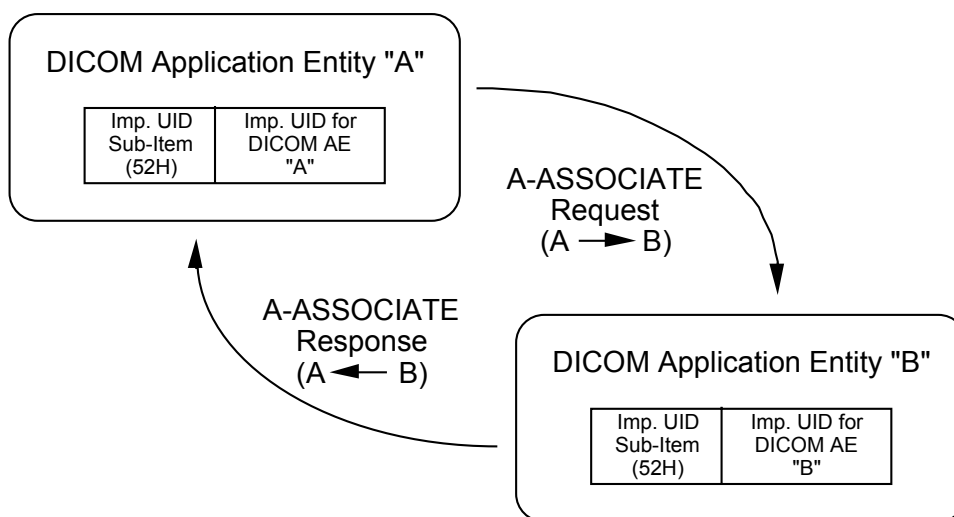 DICOM Application Entity "A"
Imp. UID
Sub-Item
(52H)
Imp. UID for
DICOM AE
"A"
A-ASSOCIATE
Request
(A → B)
A-ASSOCIATE
Response
(A ← B)
DICOM Application Entity "B"
Imp. UID
Sub-Item
(52H)
Imp. UID for
DICOM AE
"B"